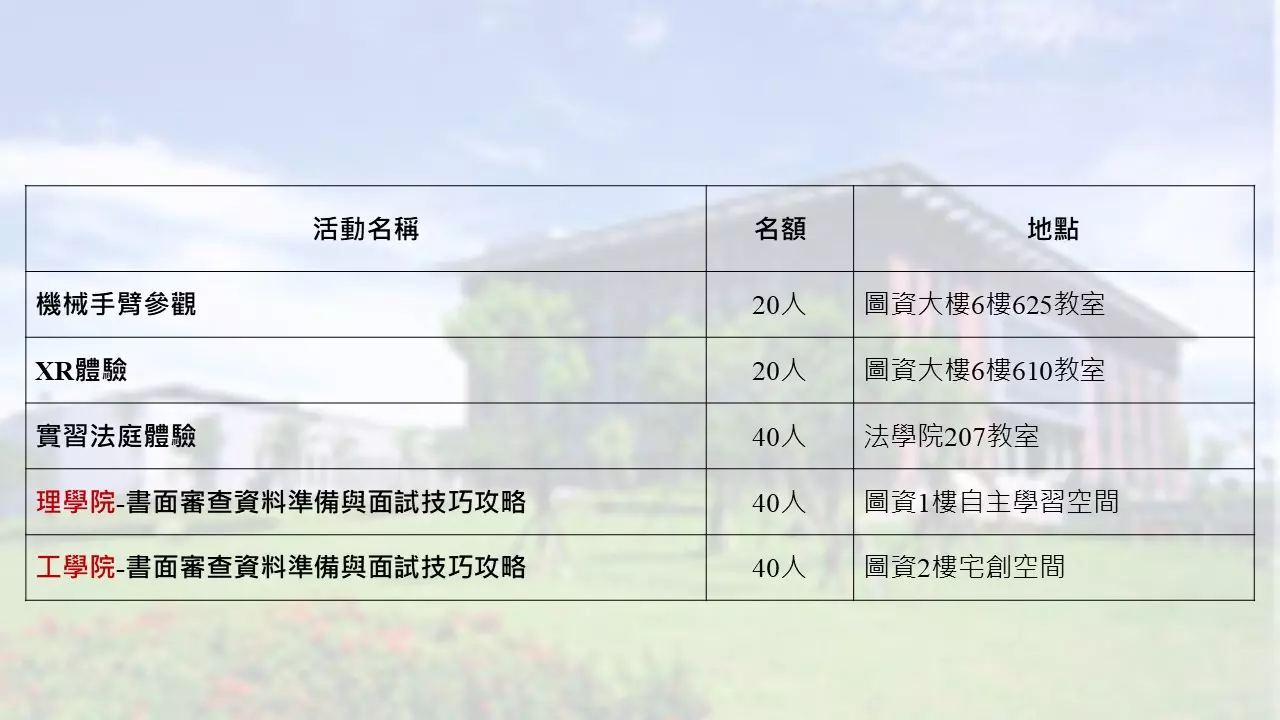 活動名稱 名額 地點
機械手臂參觀 20人 圖資大樓6樓625教室
XR體驗 20人 圖資大樓6樓610教室
實習法庭體驗 40人 法學院207教室
理學院-書面審查資料準備與面試技巧攻略 40人 圖資1樓自主學習空間
工學院-書面審查資料準備與面試技巧攻略 40人 圖資2樓宅創空間